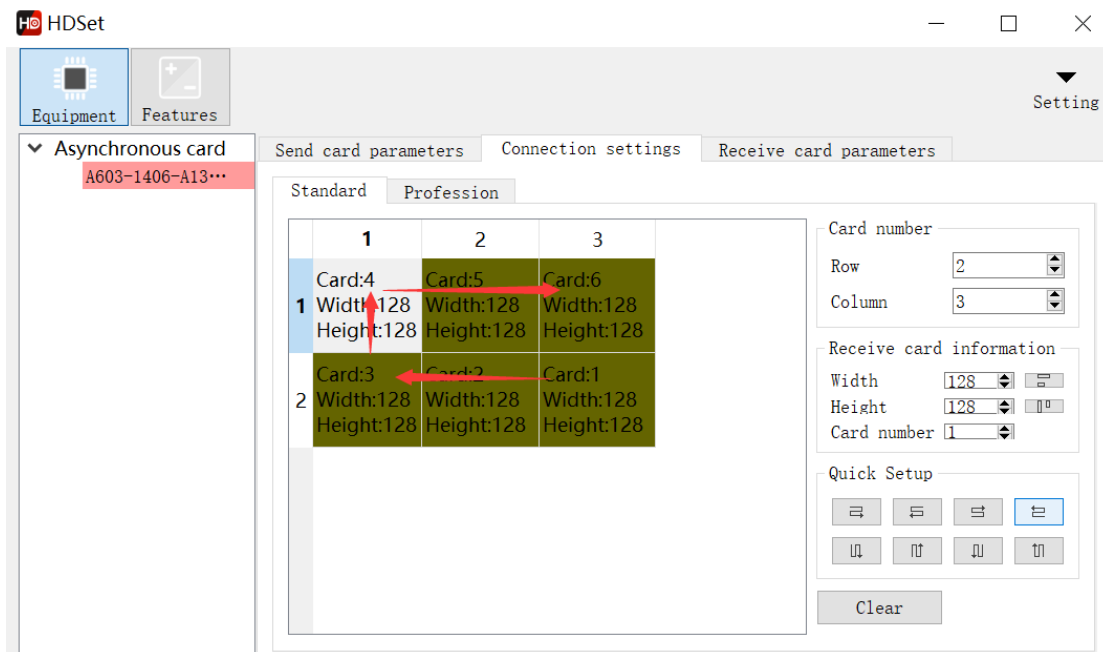 HD HDSet
Equipment Features
Setting
Asynchronous card
A603-1406-A13···
Send card parameters Connection settings Receive card parameters
Standard Profession
1 2 3
1
Card:4
Width:128
Height:128
Card:5
Width:128
Height:128
Card:6
Width:128
Height:128
2
Card:3
Width:128
Height:128
Card:2
Width:128
Height:128
Card:1
Width:128
Height:128
Card number
Row 2
Column 3
Receive card information
Width 128
Height 128
Card number 1
Quick Setup
Clear